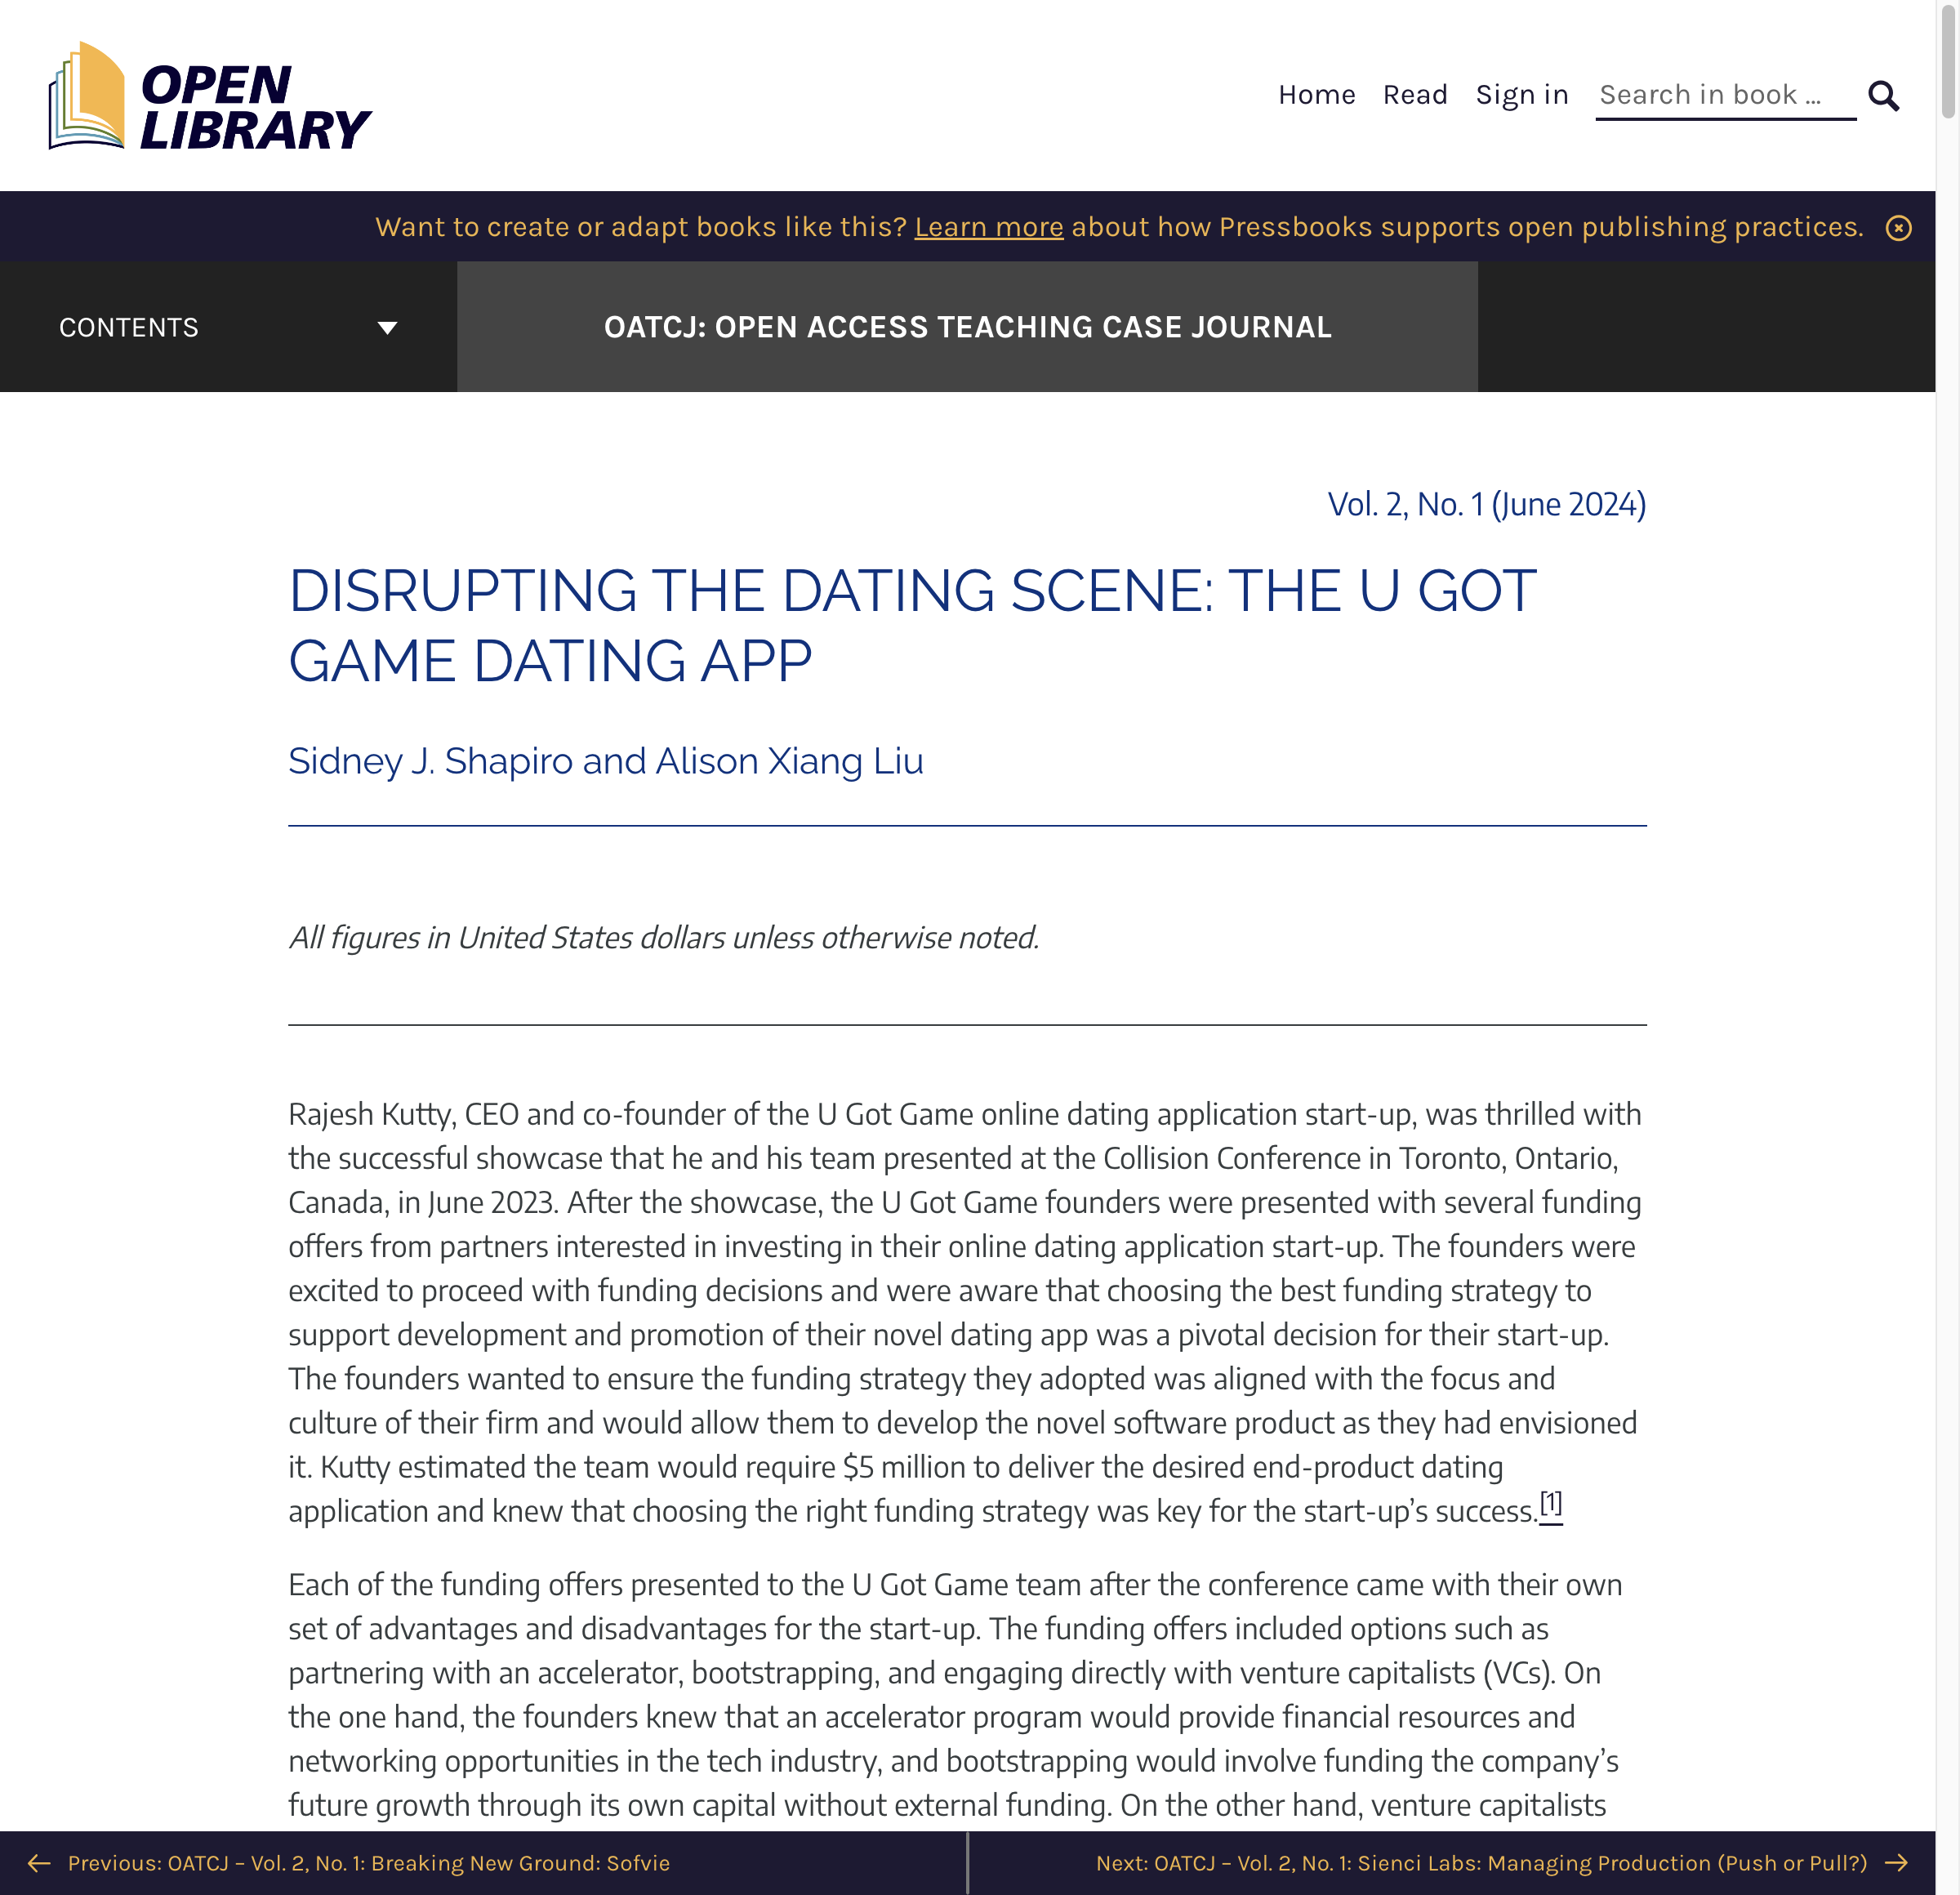 OPEN
LIBRARY
Home Read Sign in Search in book …
Want to create or adapt books like this? Learn more about how Pressbooks supports open publishing practices.
CONTENTS
OATCJ: OPEN ACCESS TEACHING CASE JOURNAL
Vol. 2, No. 1 (June 2024)
DISRUPTING THE DATING SCENE: THE U GOT
GAME DATING APP
Sidney J. Shapiro and Alison Xiang Liu
All figures in United States dollars unless otherwise noted.
Rajesh Kutty, CEO and co-founder of the U Got Game online dating application start-up, was thrilled with
the successful showcase that he and his team presented at the Collision Conference in Toronto, Ontario,
Canada, in June 2023. After the showcase, the U Got Game founders were presented with several funding
offers from partners interested in investing in their online dating application start-up. The founders were
excited to proceed with funding decisions and were aware that choosing the best funding strategy to
support development and promotion of their novel dating app was a pivotal decision for their start-up.
The founders wanted to ensure the funding strategy they adopted was aligned with the focus and
culture of their firm and would allow them to develop the novel software product as they had envisioned
it. Kutty estimated the team would require $5 million to deliver the desired end-product dating
application and knew that choosing the right funding strategy was key for the start-up’s success.[1]
Each of the funding offers presented to the U Got Game team after the conference came with their own
set of advantages and disadvantages for the start-up. The funding offers included options such as
partnering with an accelerator, bootstrapping, and engaging directly with venture capitalists (VCs). On
the one hand, the founders knew that an accelerator program would provide financial resources and
networking opportunities in the tech industry, and bootstrapping would involve funding the company’s
future growth through its own capital without external funding. On the other hand, venture capitalists
← Previous: OATCJ – Vol. 2, No. 1: Breaking New Ground: Sofvie
Next: OATCJ – Vol. 2, No. 1: Sienci Labs: Managing Production (Push or Pull?) →